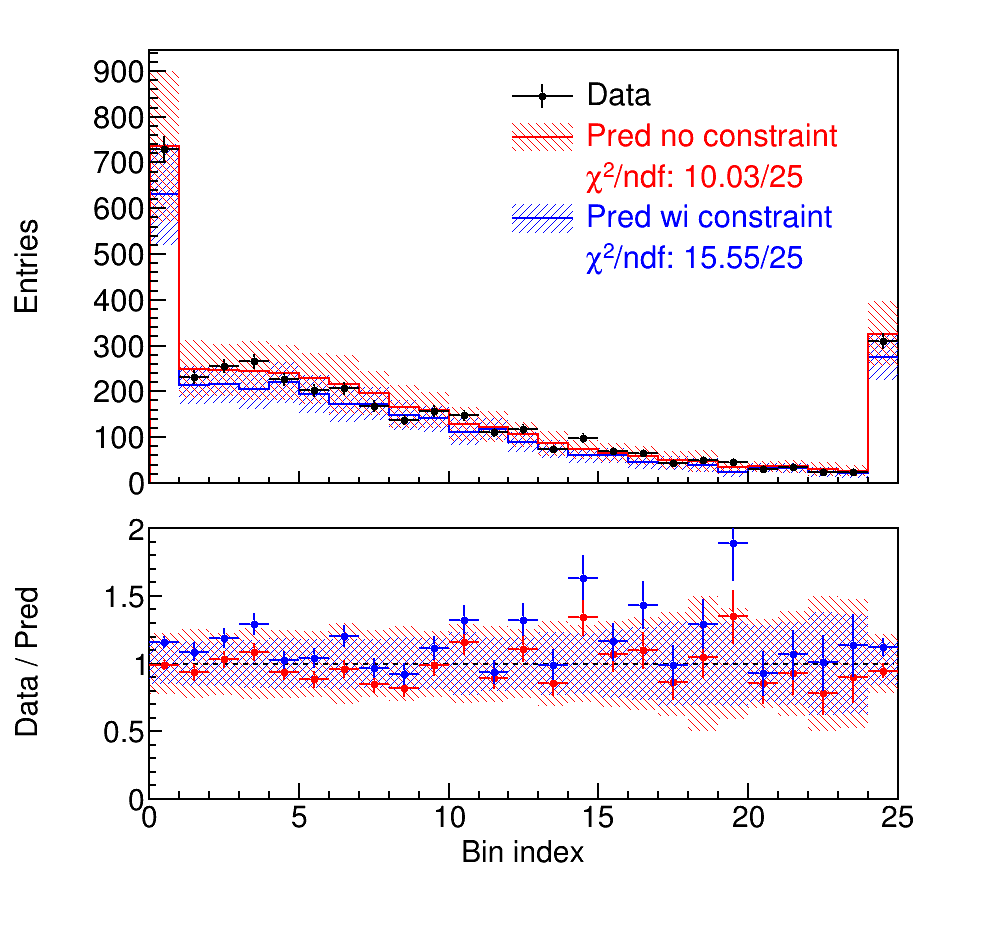 900
800
700
600
500
400
300
200
100
0
Entries
Data
Pred no constraint
χ²/ndf: 10.03/25
Pred wi constraint
χ²/ndf: 15.55/25
2
1.5
1
0.5
0
Data / Pred
0 5 10 15 20 25
Bin index